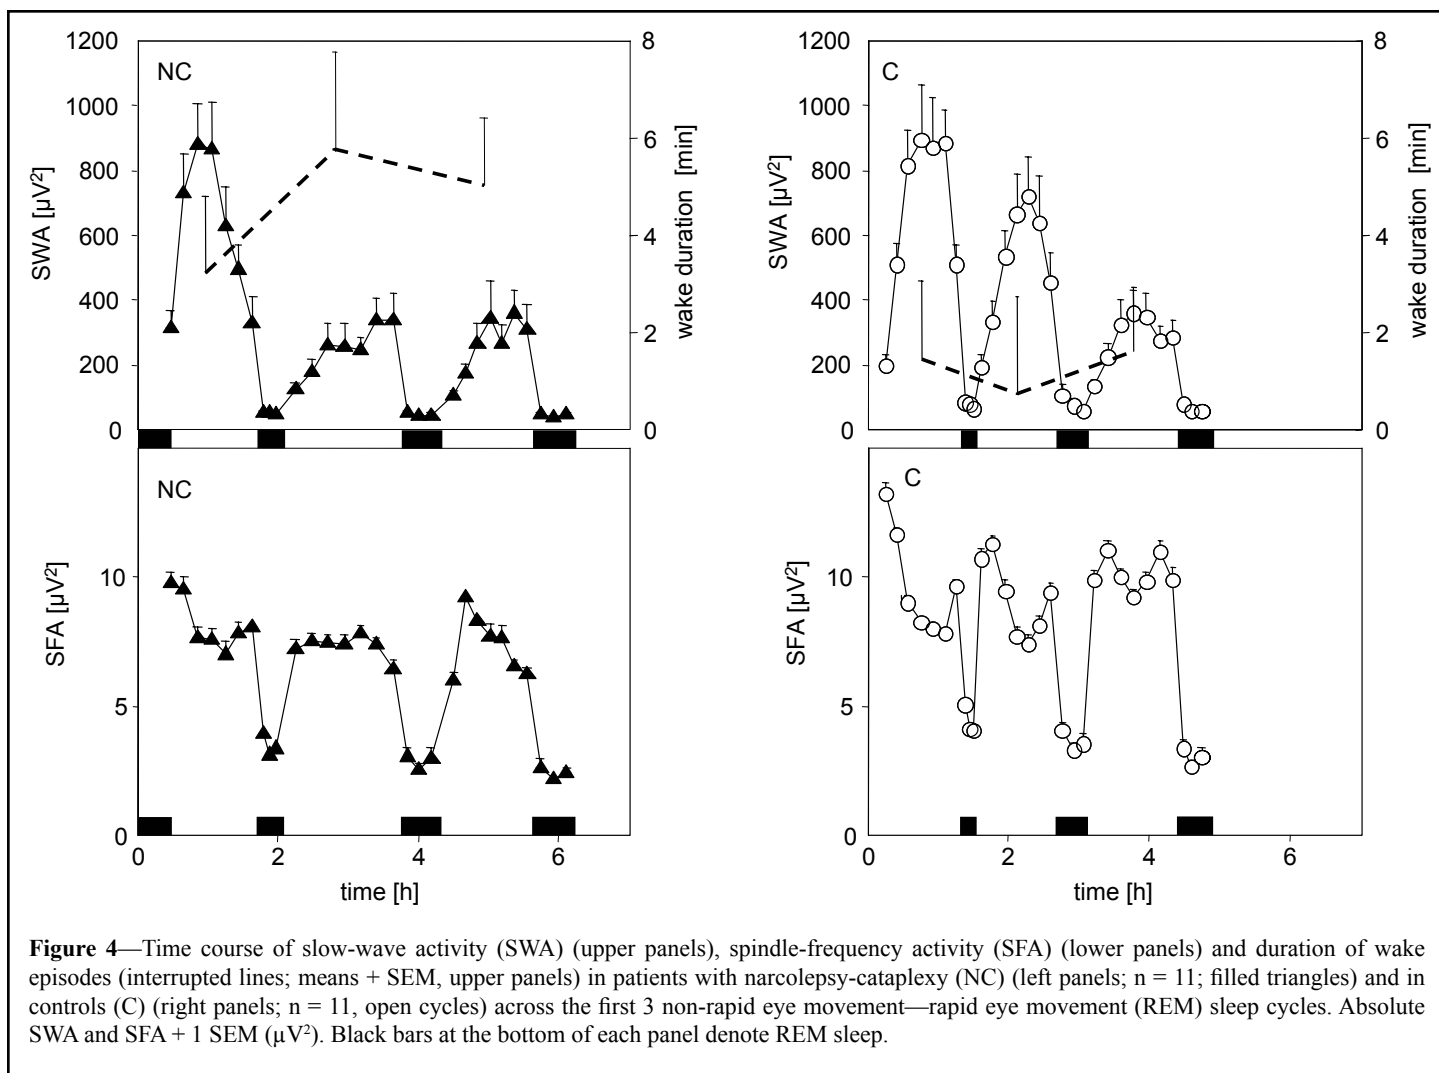 1200
1000
800
600
400
200
0
SWA [µV²]
NC
8
6
4
2
0
wake duration [min]
1200
1000
800
600
400
200
0
SWA [µV²]
C
8
6
4
2
0
wake duration [min]
NC
10
5
0
SFA [µV²]
0 2 4 6
time [h]
C
10
5
0
SFA [µV²]
0 2 4 6
time [h]
Figure 4—Time course of slow-wave activity (SWA) (upper panels), spindle-frequency activity (SFA) (lower panels) and duration of wake
episodes (interrupted lines; means + SEM, upper panels) in patients with narcolepsy-cataplexy (NC) (left panels; n = 11; filled triangles) and in
controls (C) (right panels; n = 11, open cycles) across the first 3 non-rapid eye movement—rapid eye movement (REM) sleep cycles. Absolute
SWA and SFA + 1 SEM (µV²). Black bars at the bottom of each panel denote REM sleep.